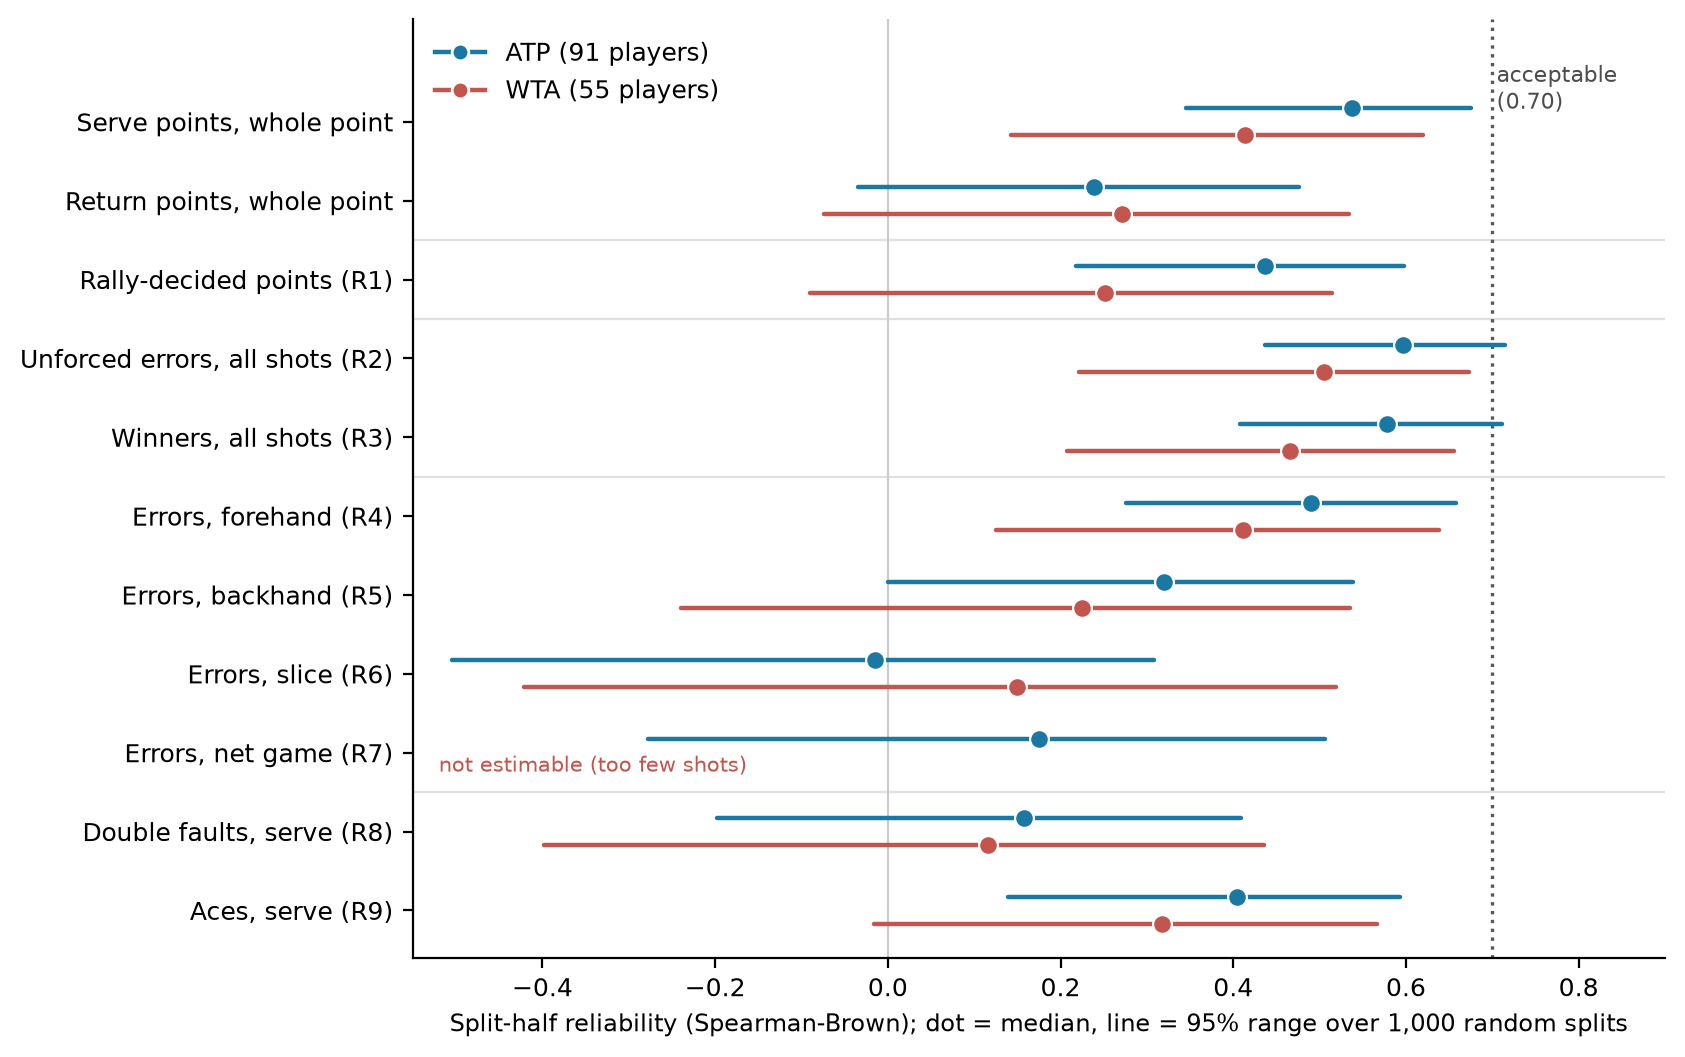 ATP (91 players)
WTA (55 players)
acceptable
(0.70)
Serve points, whole point
Return points, whole point
Rally-decided points (R1)
Unforced errors, all shots (R2)
Winners, all shots (R3)
Errors, forehand (R4)
Errors, backhand (R5)
Errors, slice (R6)
Errors, net game (R7)
not estimable (too few shots)
Double faults, serve (R8)
Aces, serve (R9)
−0.4 −0.2 0.0 0.2 0.4 0.6 0.8
Split-half reliability (Spearman-Brown); dot = median, line = 95% range over 1,000 random splits